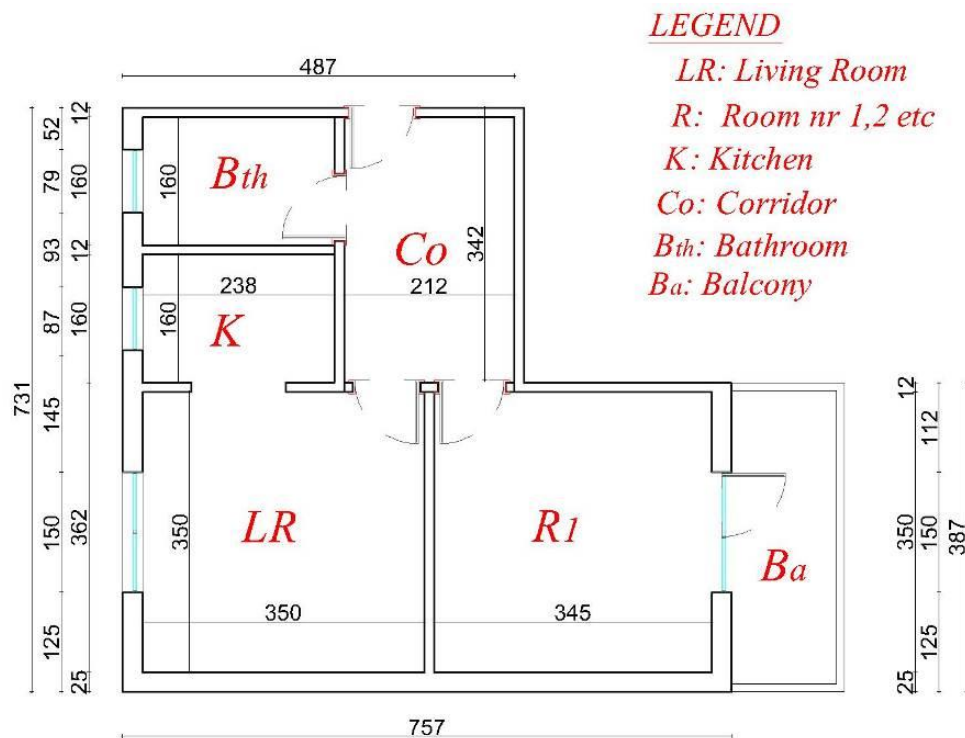 LEGEND
LR: Living Room
R: Room nr 1,2 etc
K: Kitchen
Co: Corridor
Bth: Bathroom
Ba: Balcony
487
12
52
160
79
160
Bth
342
Co
93
12
238
212
87
160
160
K
731
145
12
112
350
LR
R1
Ba
150
362
350
150
387
350
345
125
125
25
25
757